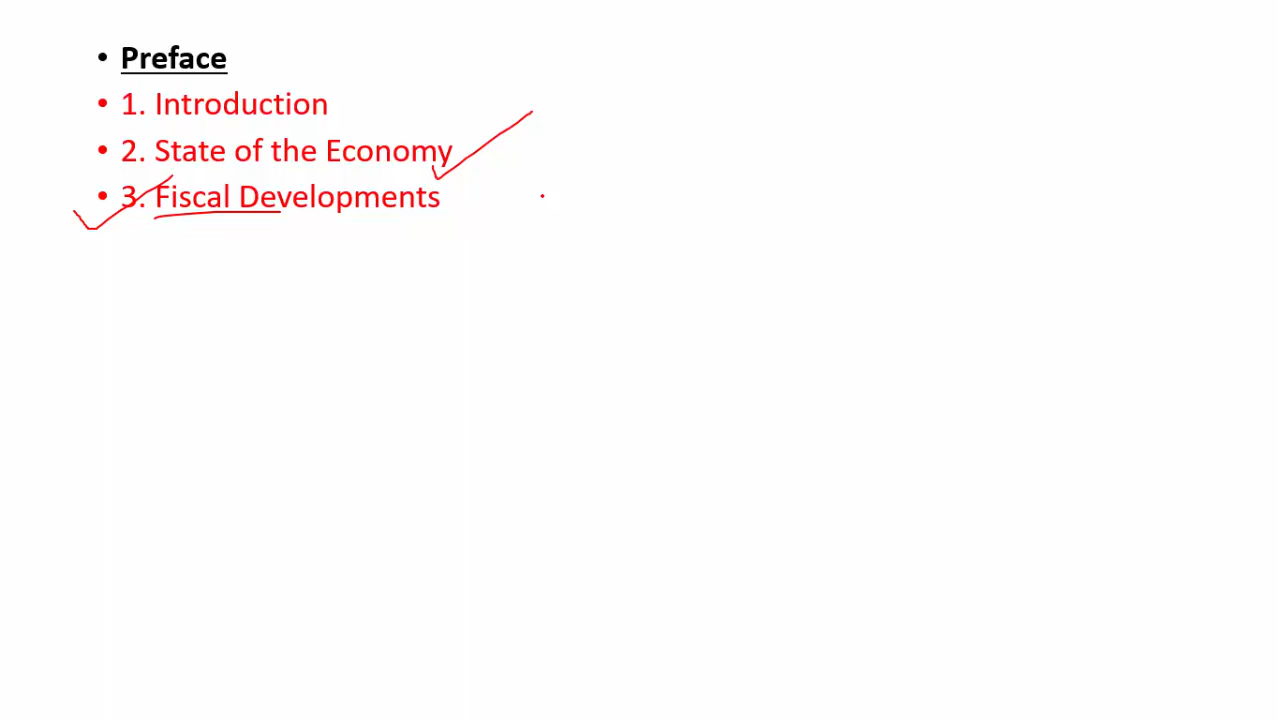 • Preface
• 1. Introduction
• 2. State of the Economy
• 3. Fiscal Developments